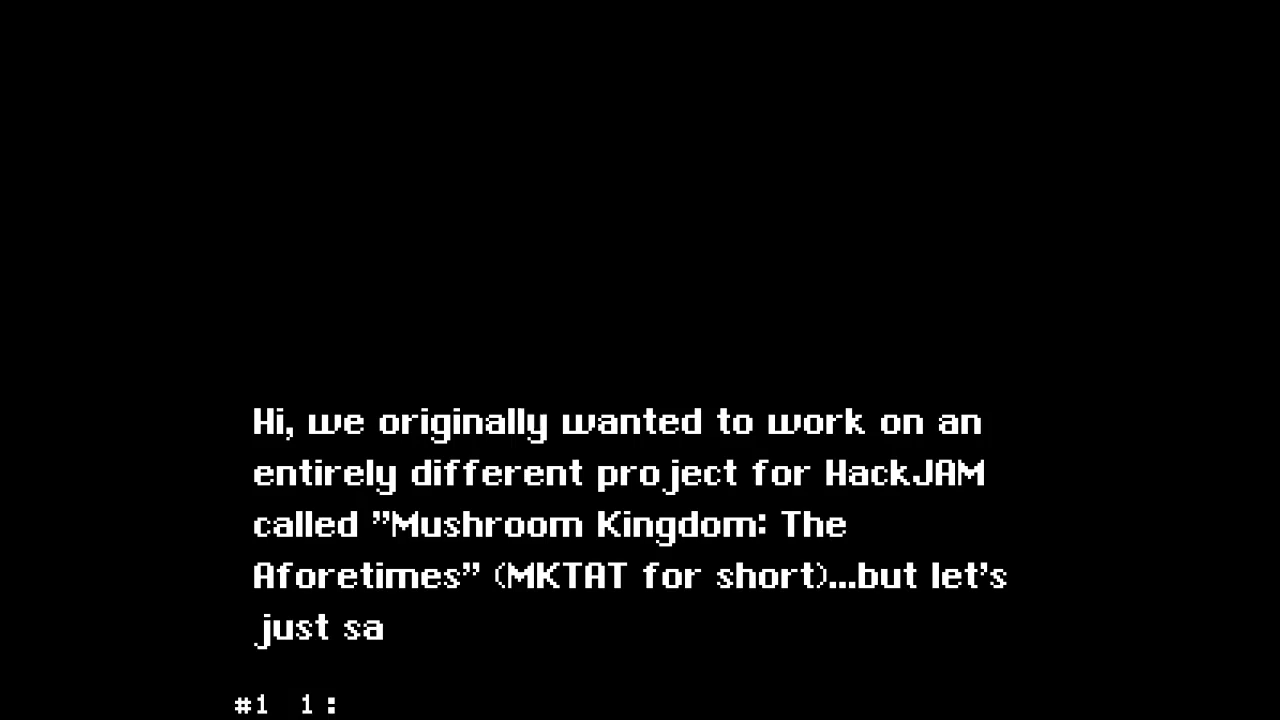 Hi, we originally wanted to work on an
entirely different project for HackJAM
called ”Mushroom Kingdom: The
Aforetimes” (MKTAT for short)...but let’s
just sa
#1 1: